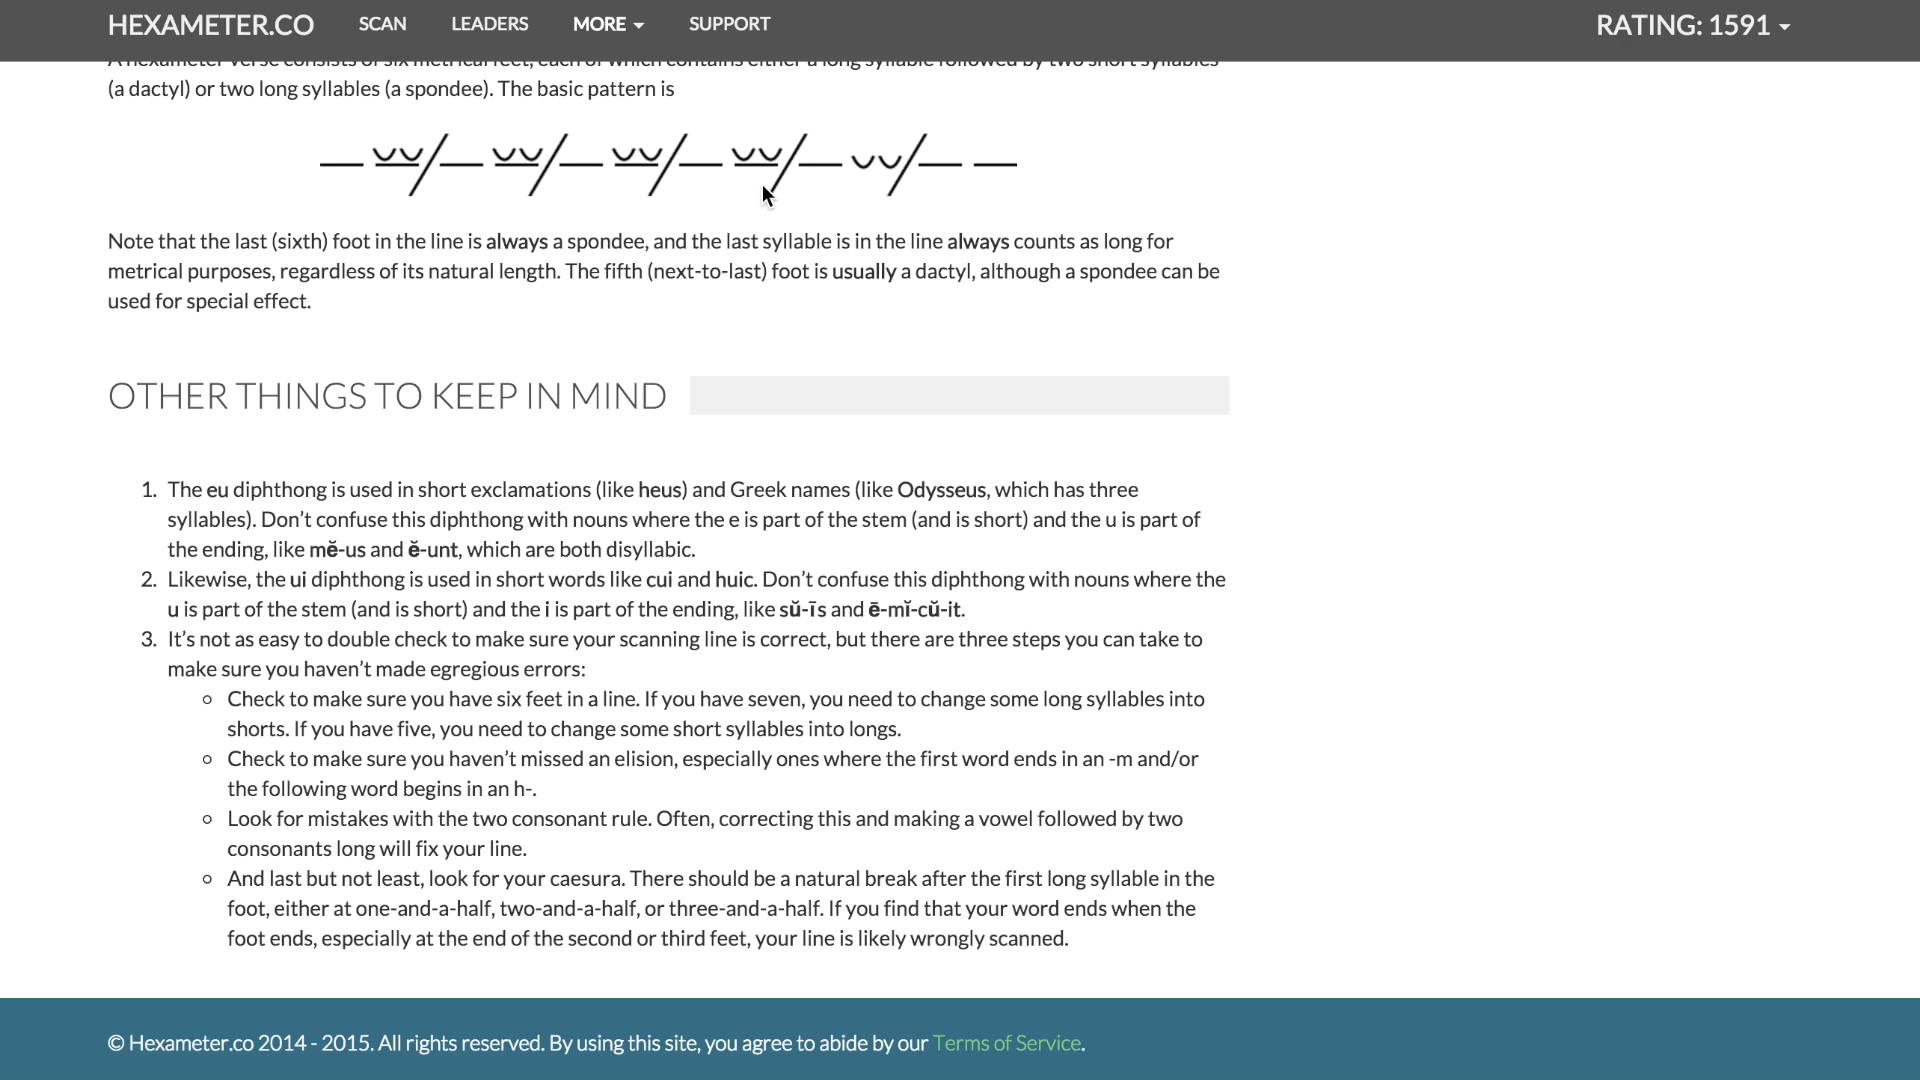 HEXAMETER.CO SCAN LEADERS MORE SUPPORT RATING: 1591
A hexameter verse consists of six metrical feet, each of which contains either a long syllable followed by two short syllables
(a dactyl) or two long syllables (a spondee). The basic pattern is
Note that the last (sixth) foot in the line is always a spondee, and the last syllable is in the line always counts as long for
metrical purposes, regardless of its natural length. The fifth (next-to-last) foot is usually a dactyl, although a spondee can be
used for special effect.
OTHER THINGS TO KEEP IN MIND
1. The eu diphthong is used in short exclamations (like heus) and Greek names (like Odysseus, which has three
syllables). Don’t confuse this diphthong with nouns where the e is part of the stem (and is short) and the u is part of
the ending, like mĕ-us and ĕ-unt, which are both disyllabic.
2. Likewise, the ui diphthong is used in short words like cui and huic. Don’t confuse this diphthong with nouns where the
u is part of the stem (and is short) and the i is part of the ending, like sŭ-īs and ē-mĭ-cŭ-it.
3. It’s not as easy to double check to make sure your scanning line is correct, but there are three steps you can take to
make sure you haven’t made egregious errors:
Check to make sure you have six feet in a line. If you have seven, you need to change some long syllables into
shorts. If you have five, you need to change some short syllables into longs.
Check to make sure you haven’t missed an elision, especially ones where the first word ends in an -m and/or
the following word begins in an h-.
Look for mistakes with the two consonant rule. Often, correcting this and making a vowel followed by two
consonants long will fix your line.
And last but not least, look for your caesura. There should be a natural break after the first long syllable in the
foot, either at one-and-a-half, two-and-a-half, or three-and-a-half. If you find that your word ends when the
foot ends, especially at the end of the second or third feet, your line is likely wrongly scanned.
© Hexameter.co 2014 - 2015. All rights reserved. By using this site, you agree to abide by our Terms of Service.